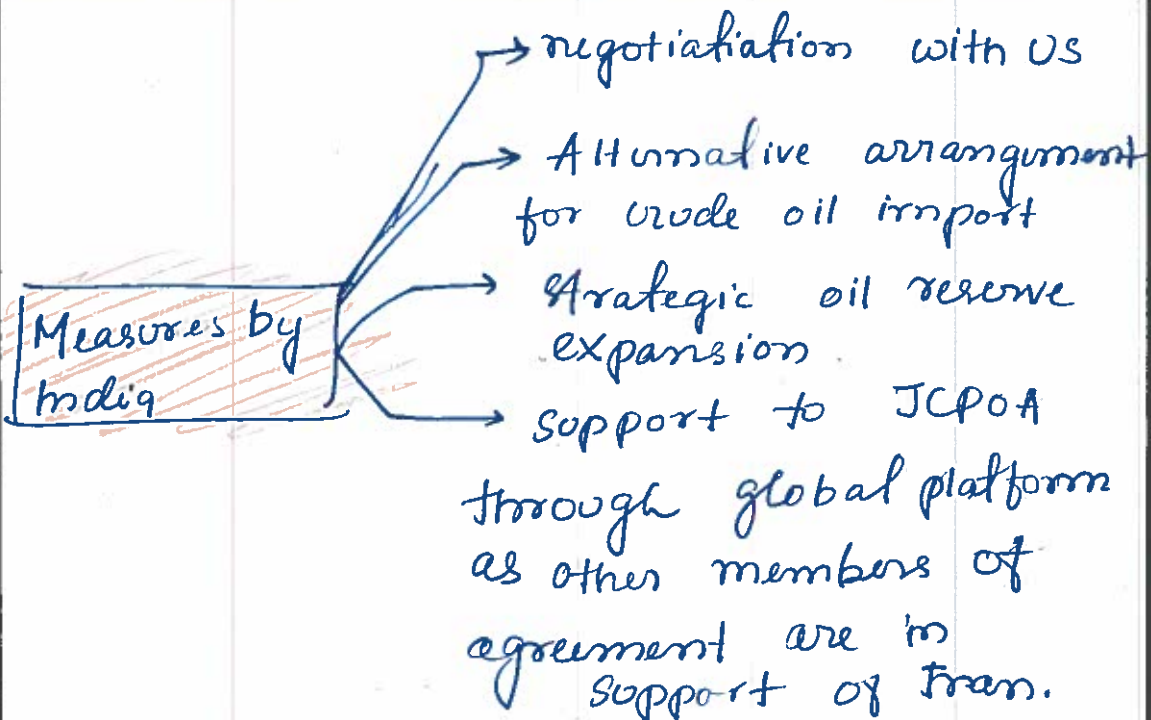 negotiatiation with US
Alternative arrangement
for crude oil import
Strategic oil reserve
expansion
Measures by
India
support to JCPOA
through global platform
as other members of
agreement are in
support of Iran.